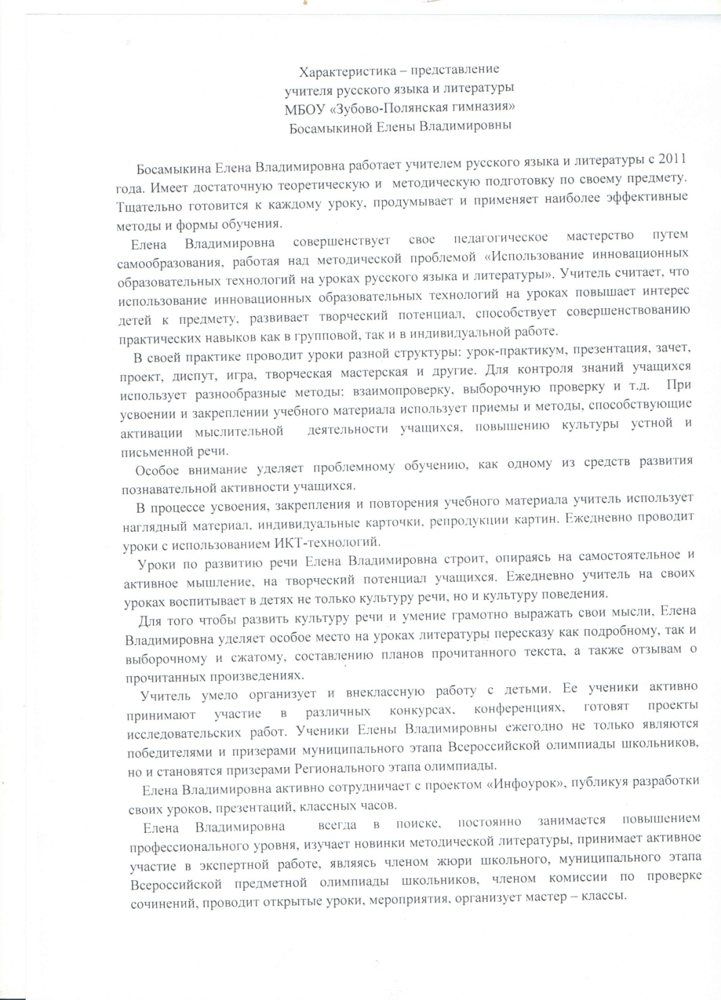 Характеристика – представление
учителя русского языка и литературы
МБОУ «Зубово-Полянская гимназия»
Босамыкиной Елены Владимировны
Босамыкина Елена Владимировна работает учителем русского языка и литературы с 2011
года. Имеет достаточную теоретическую и методическую подготовку по своему предмету.
Тщательно готовится к каждому уроку, продумывает и применяет наиболее эффективные
методы и формы обучения.
Елена Владимировна совершенствует свое педагогическое мастерство путем
самообразования, работая над методической проблемой «Использование инновационных
образовательных технологий на уроках русского языка и литературы». Учитель считает, что
использование инновационных образовательных технологий на уроках повышает интерес
детей к предмету, развивает творческий потенциал, способствует совершенствованию
практических навыков как в групповой, так и в индивидуальной работе.
В своей практике проводит уроки разной структуры: урок-практикум, презентация, зачет,
проект, диспут, игра, творческая мастерская и другие. Для контроля знаний учащихся
использует разнообразные методы: взаимопроверку, выборочную проверку и т.д. При
усвоении и закреплении учебного материала использует приемы и методы, способствующие
активации мыслительной деятельности учащихся, повышению культуры устной и
письменной речи.
Особое внимание уделяет проблемному обучению, как одному из средств развития
познавательной активности учащихся.
В процессе усвоения, закрепления и повторения учебного материала учитель использует
наглядный материал, индивидуальные карточки, репродукции картин. Ежедневно проводит
уроки с использованием ИКТ-технологий.
Уроки по развитию речи Елена Владимировна строит, опираясь на самостоятельное и
активное мышление, на творческий потенциал учащихся. Ежедневно учитель на своих
уроках воспитывает в детях не только культуру речи, но и культуру поведения.
Для того чтобы развить культуру речи и умение грамотно выражать свои мысли, Елена
Владимировна уделяет особое место на уроках литературы пересказу как подробному, так и
выборочному и сжатому, составлению планов прочитанного текста, а также отзывам о
прочитанных произведениях.
Учитель умело организует и внеклассную работу с детьми. Ее ученики активно
принимают участие в различных конкурсах, конференциях, готовят проекты
исследовательских работ. Ученики Елены Владимировны ежегодно не только являются
победителями и призерами муниципального этапа Всероссийской олимпиады школьников,
но и становятся призерами Регионального этапа олимпиады.
Елена Владимировна активно сотрудничает с проектом «Инфоурок», публикуя разработки
своих уроков, презентаций, классных часов.
Елена Владимировна всегда в поиске, постоянно занимается повышением
профессионального уровня, изучает новинки методической литературы, принимает активное
участие в экспертной работе, являясь членом жюри школьного, муниципального этапа
Всероссийской предметной олимпиады школьников, членом комиссии по проверке
сочинений, проводит открытые уроки, мероприятия, организует мастер – классы.